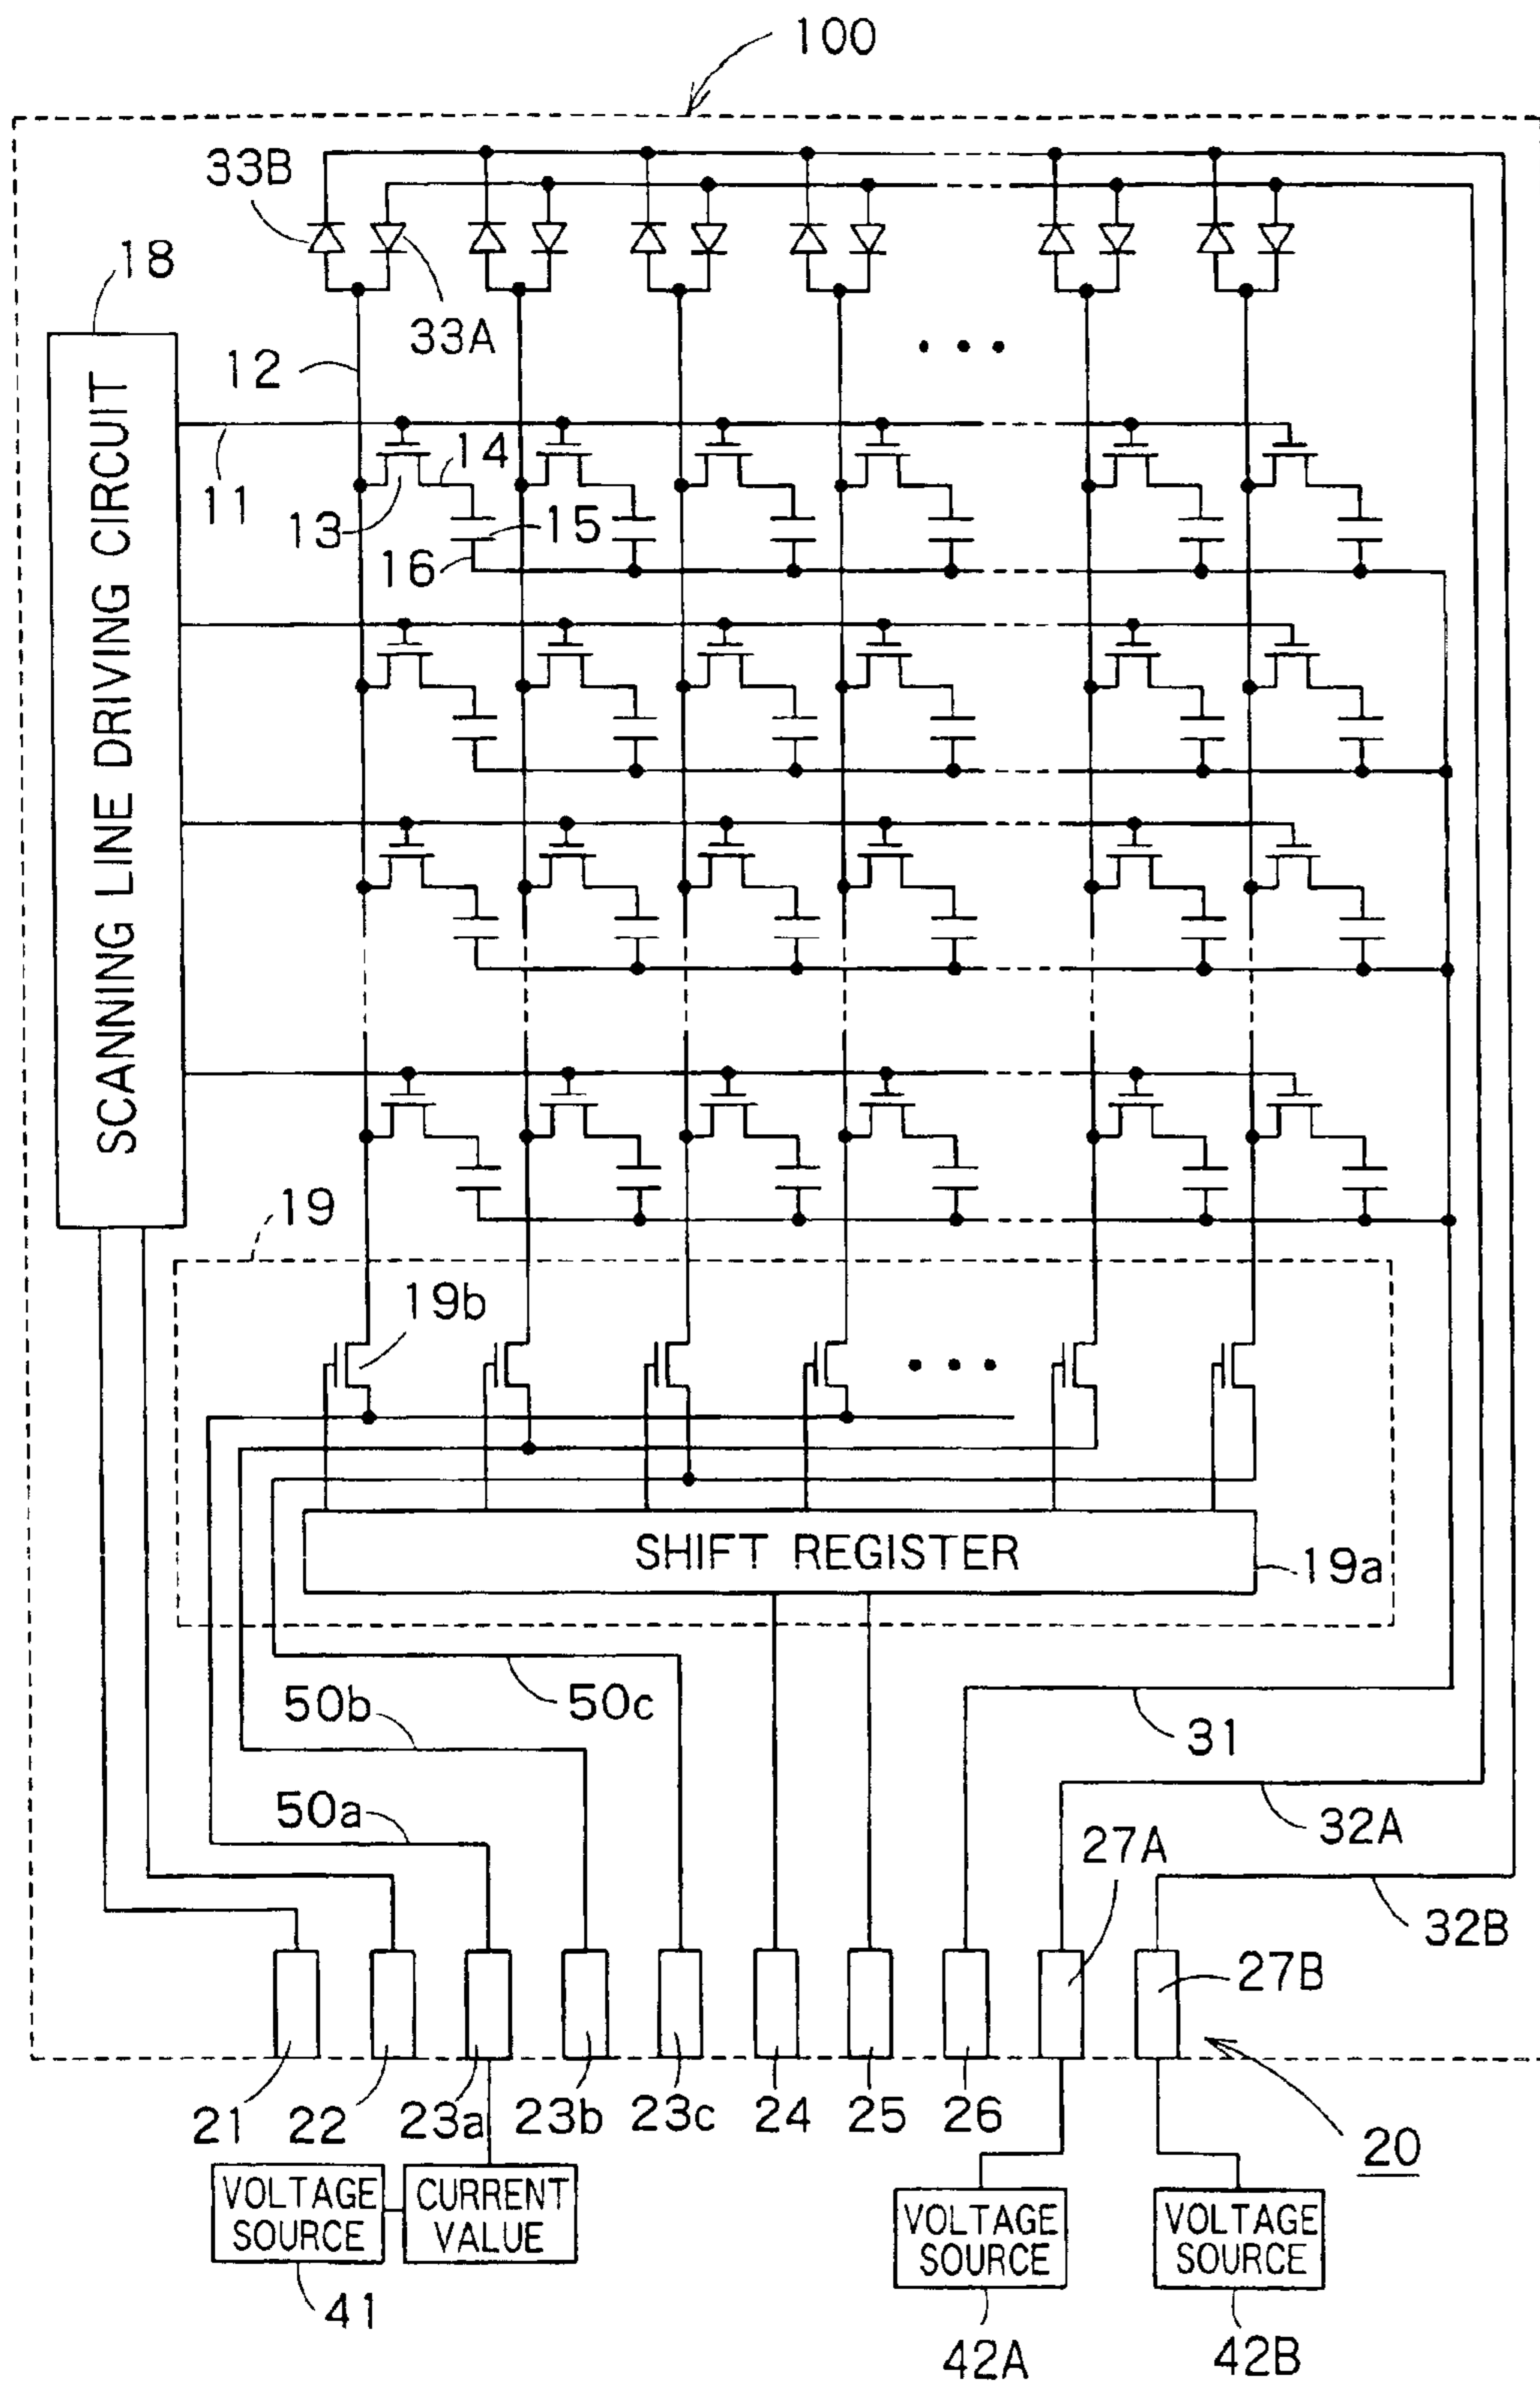 100
33B
18
33A
12
SCANNING LINE DRIVING CIRCUIT
14
11
13
15
16
19
19b
SHIFT REGISTER
19a
50b
50c
31
50a
32A
27A
32B
27B
21
22
23a
23b
23c
24
25
26
20
VOLTAGE
SOURCE
CURRENT
VALUE
VOLTAGE
SOURCE
VOLTAGE
SOURCE
41
42A
42B